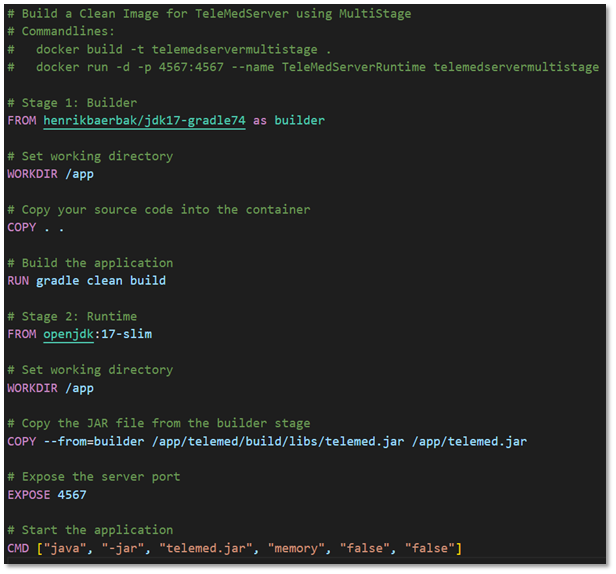 # Build a Clean Image for TeleMedServer using MultiStage
# Commandlines:
#   docker build -t telemedservermultistage .
#   docker run -d -p 4567:4567 --name TeleMedServerRuntime telemedservermultistage
# Stage 1: Builder
FROM henrikbaerbak/jdk17-gradle74 as builder
# Set working directory
WORKDIR /app
# Copy your source code into the container
COPY . .
# Build the application
RUN gradle clean build
# Stage 2: Runtime
FROM openjdk:17-slim
# Set working directory
WORKDIR /app
# Copy the JAR file from the builder stage
COPY --from=builder /app/telemed/build/libs/telemed.jar /app/telemed.jar
# Expose the server port
EXPOSE 4567
# Start the application
CMD ["java", "-jar", "telemed.jar", "memory", "false", "false"]